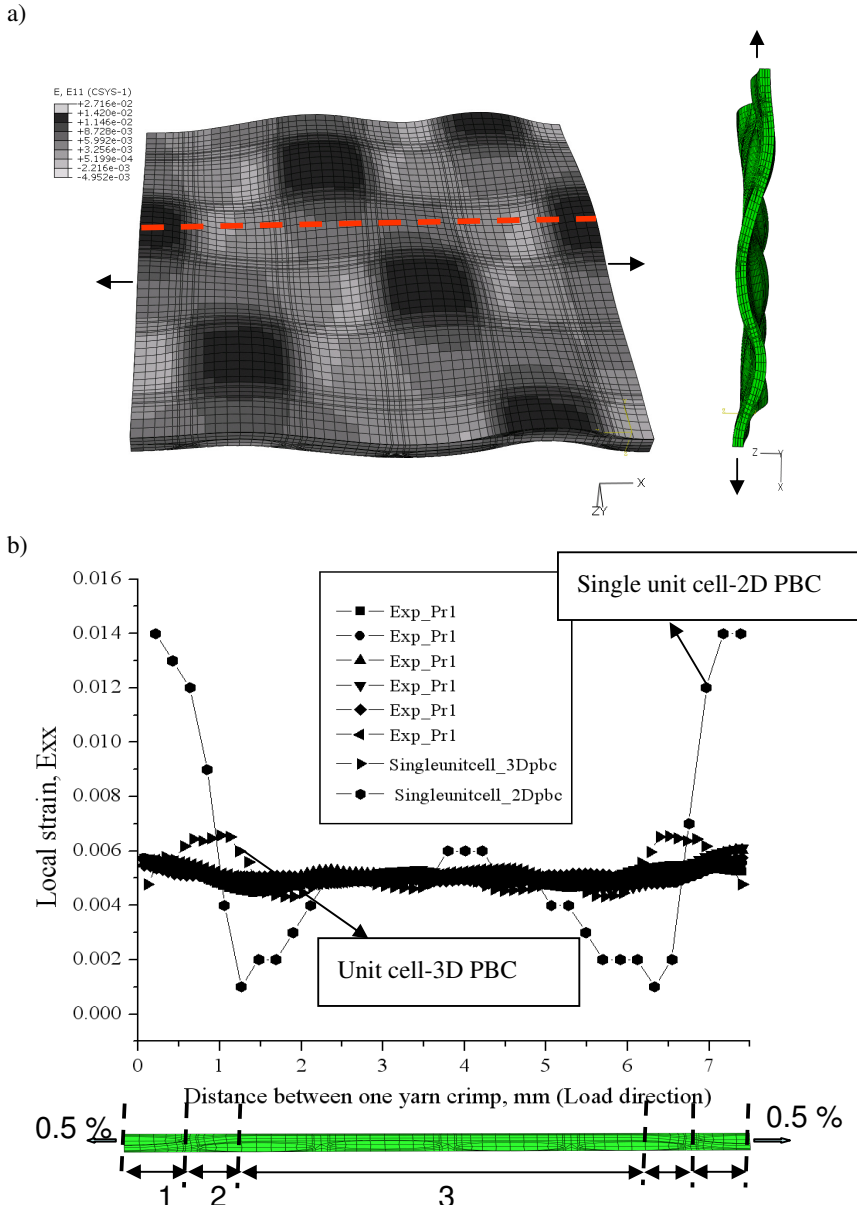 a)
E, E11 (CSYS-1)
+2.716e-02
+1.420e-02
+1.146e-02
+8.728e-03
+5.992e-03
+3.256e-03
+5.199e-04
-2.216e-03
-4.952e-03
X
ZY
Z Y
X
b)
0.016
0.014
0.012
0.010
0.008
0.006
0.004
0.002
0.000
Local strain, Exx
Exp_Pr1
Exp_Pr1
Exp_Pr1
Exp_Pr1
Exp_Pr1
Exp_Pr1
Singleunitcell_3Dpbc
Singleunitcell_2Dpbc
Single unit cell-2D PBC
Unit cell-3D PBC
0 1 2 3 4 5 6 7
Distance between one yarn crimp, mm (Load direction)
0.5 %
0.5 %
1 2 3